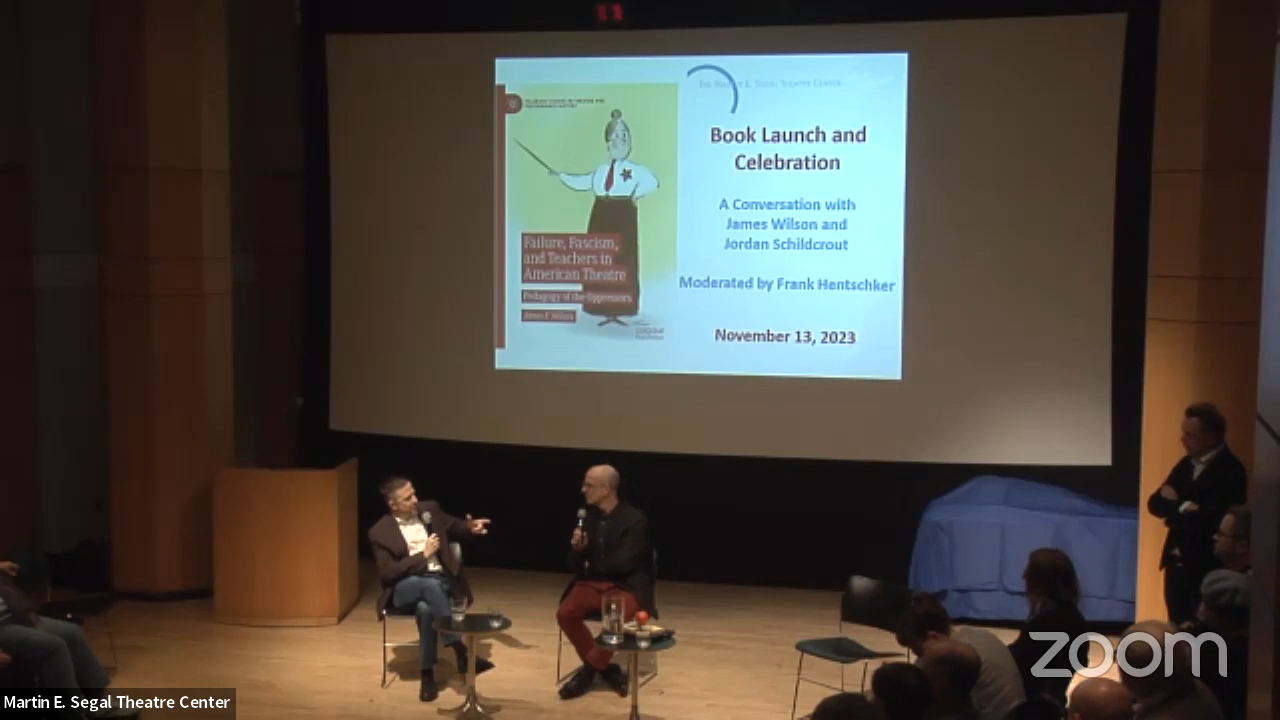 THE MARTIN E. SEGAL THEATRE CENTER
Book Launch and
Celebration
A Conversation with
James Wilson and
Jordan Schildcrout
Moderated by Frank Hentschker
November 13, 2023
Failure, Fascism,
and Teachers in
American Theatre
Pedagogy of the Oppressors
James F. Wilson
zoom
Martin E. Segal Theatre Center